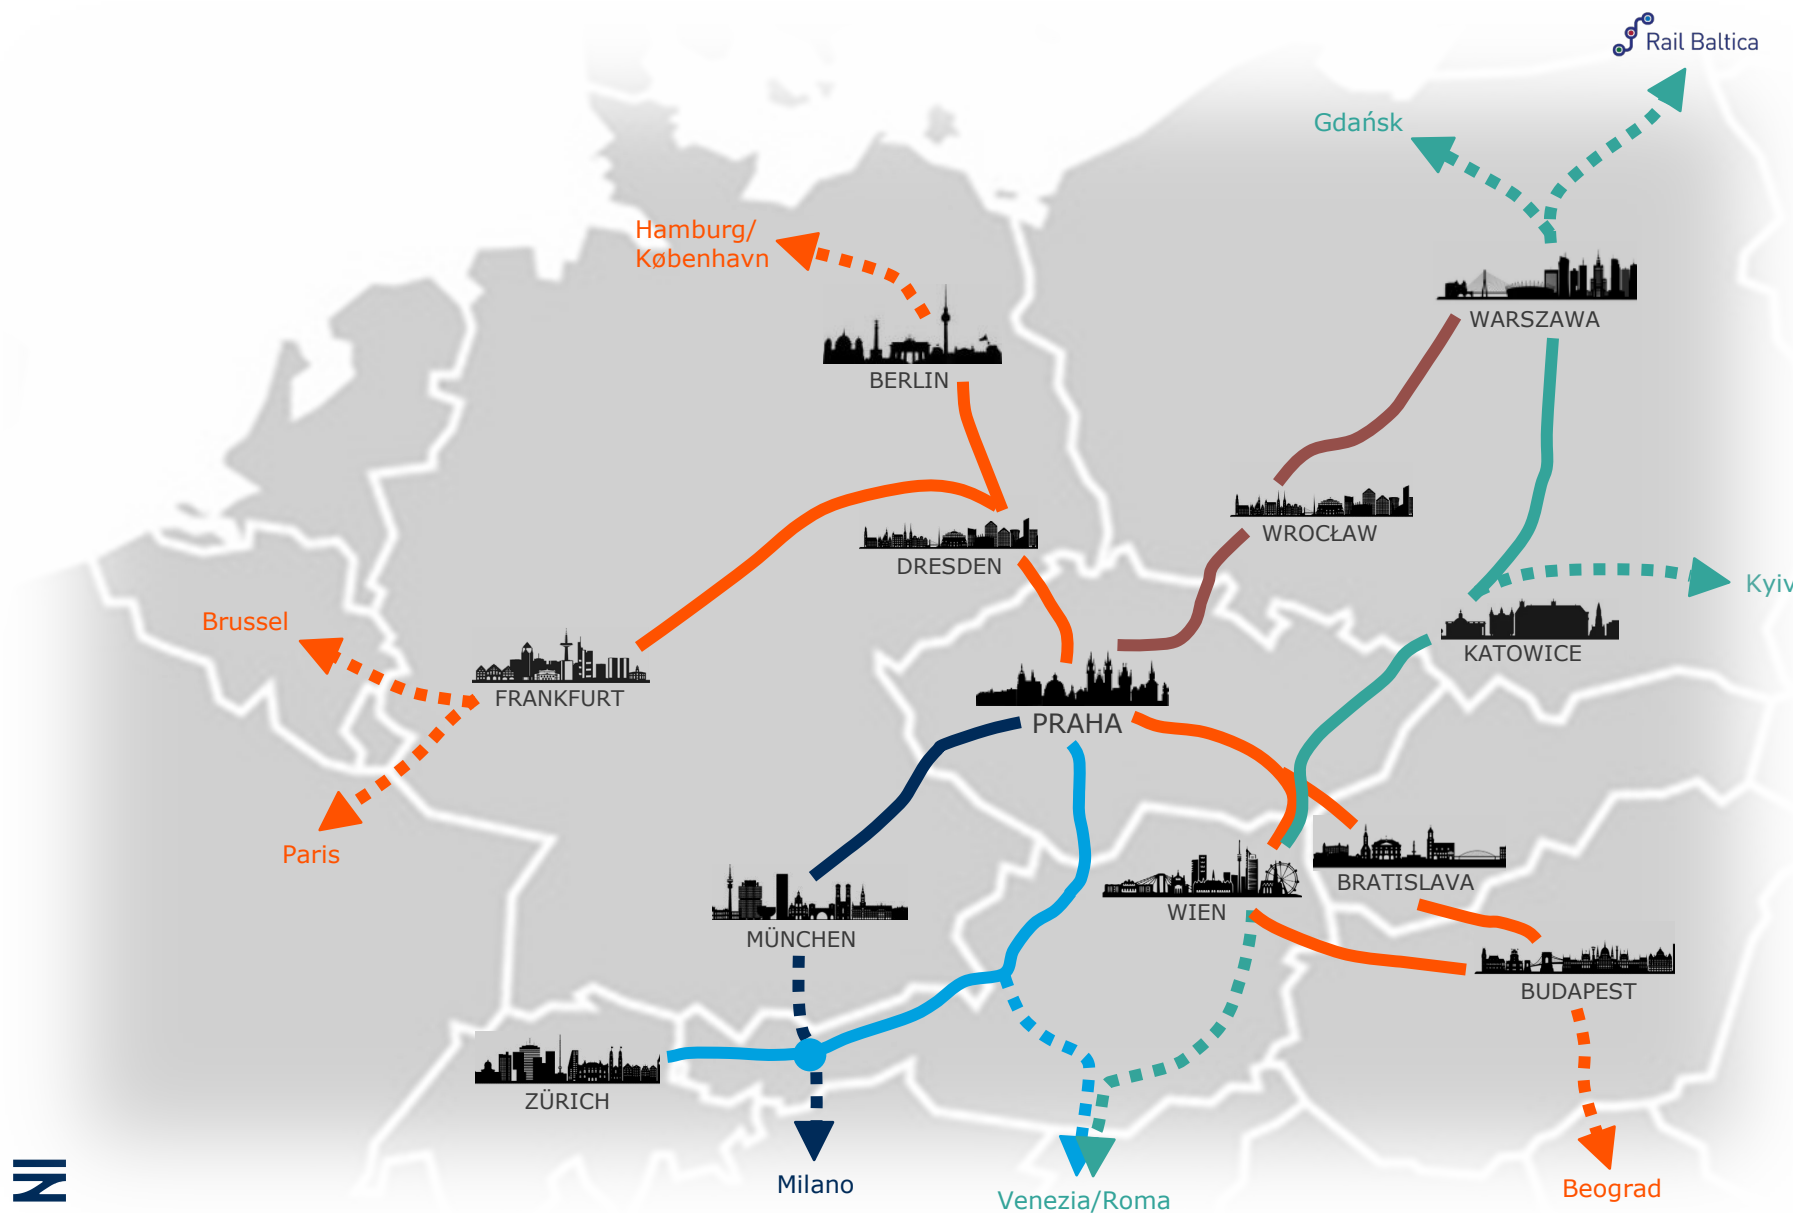 Rail Baltica
Gdańsk
Hamburg/
København
WARSZAWA
BERLIN
WROCŁAW
DRESDEN
Kyiv
Brussel
KATOWICE
FRANKFURT
PRAHA
Paris
BRATISLAVA
WIEN
MÜNCHEN
BUDAPEST
ZÜRICH
Milano
Venezia/Roma
Beograd